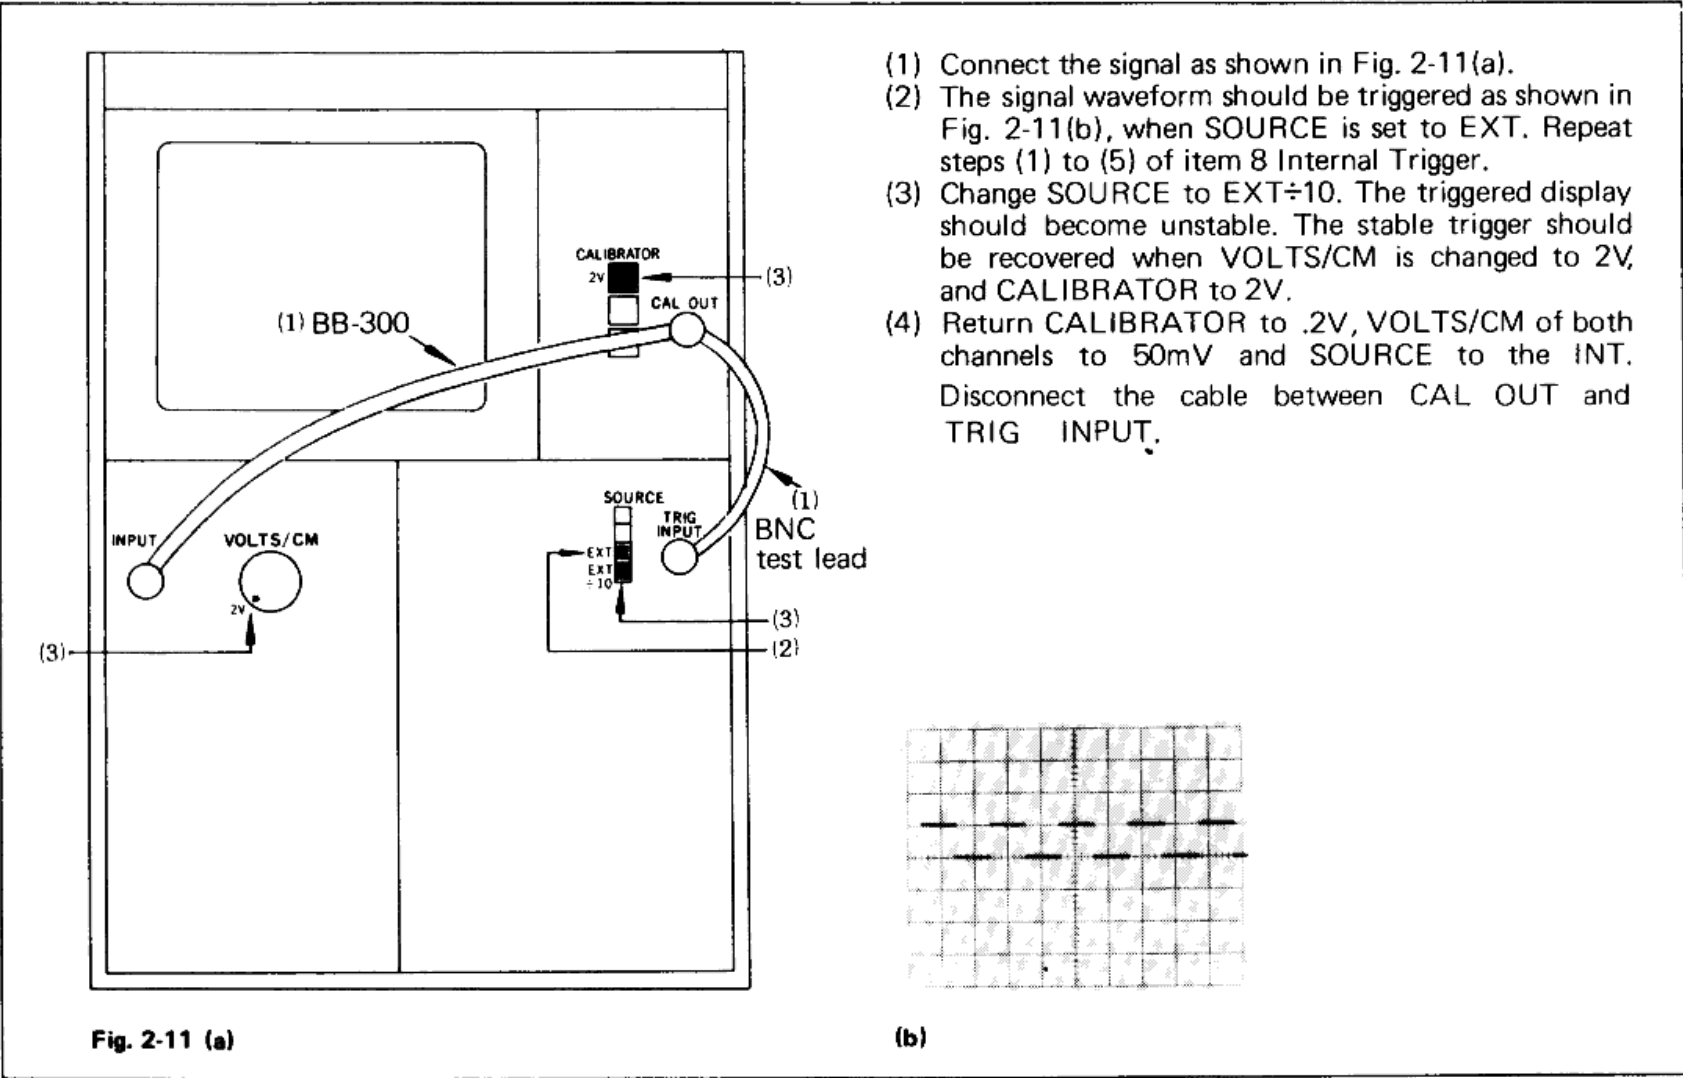 CALIBRATOR
2V
(3)
CAL OUT
(1) BB-300
SOURCE
(1)
BNC
test lead
TRIG
INPUT
INPUT
VOLTS/CM
EXT
EXT
÷10
2V
(3)
(2)
(3)
Fig. 2-11 (a)
(1) Connect the signal as shown in Fig. 2-11(a).
(2) The signal waveform should be triggered as shown in
Fig. 2-11(b), when SOURCE is set to EXT. Repeat
steps (1) to (5) of item 8 Internal Trigger.
(3) Change SOURCE to EXT÷10. The triggered display
should become unstable. The stable trigger should
be recovered when VOLTS/CM is changed to 2V,
and CALIBRATOR to 2V.
(4) Return CALIBRATOR to .2V, VOLTS/CM of both
channels to 50mV and SOURCE to the INT.
Disconnect the cable between CAL OUT and
TRIG INPUT.
(b)